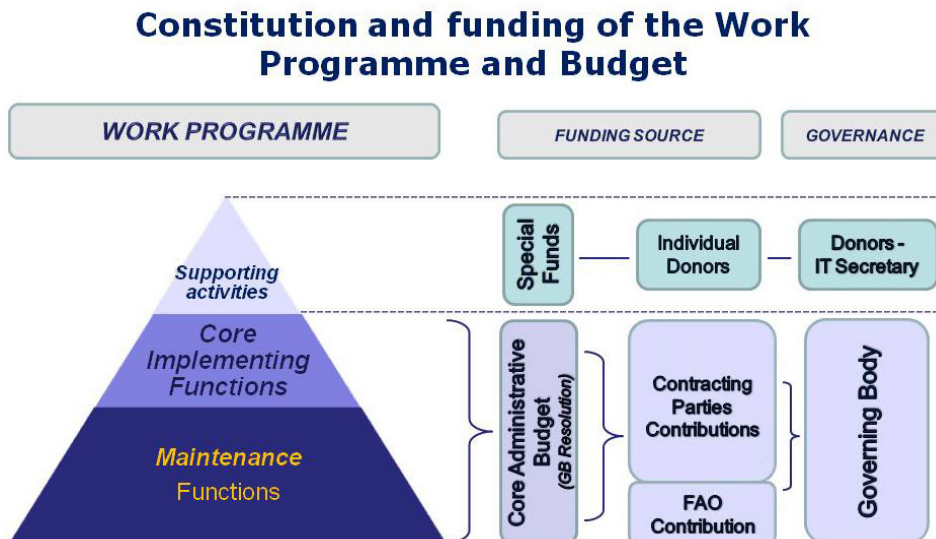 Constitution and funding of the Work
Programme and Budget
WORK PROGRAMME
FUNDING SOURCE
GOVERNANCE
Supporting
activities
Special
Funds
Individual
Donors
Donors -
IT Secretary
Core
Implementing
Functions
Maintenance
Functions
Core Administrative
Budget
(GB Resolution)
Contracting
Parties
Contributions
FAO
Contribution
Governing Body